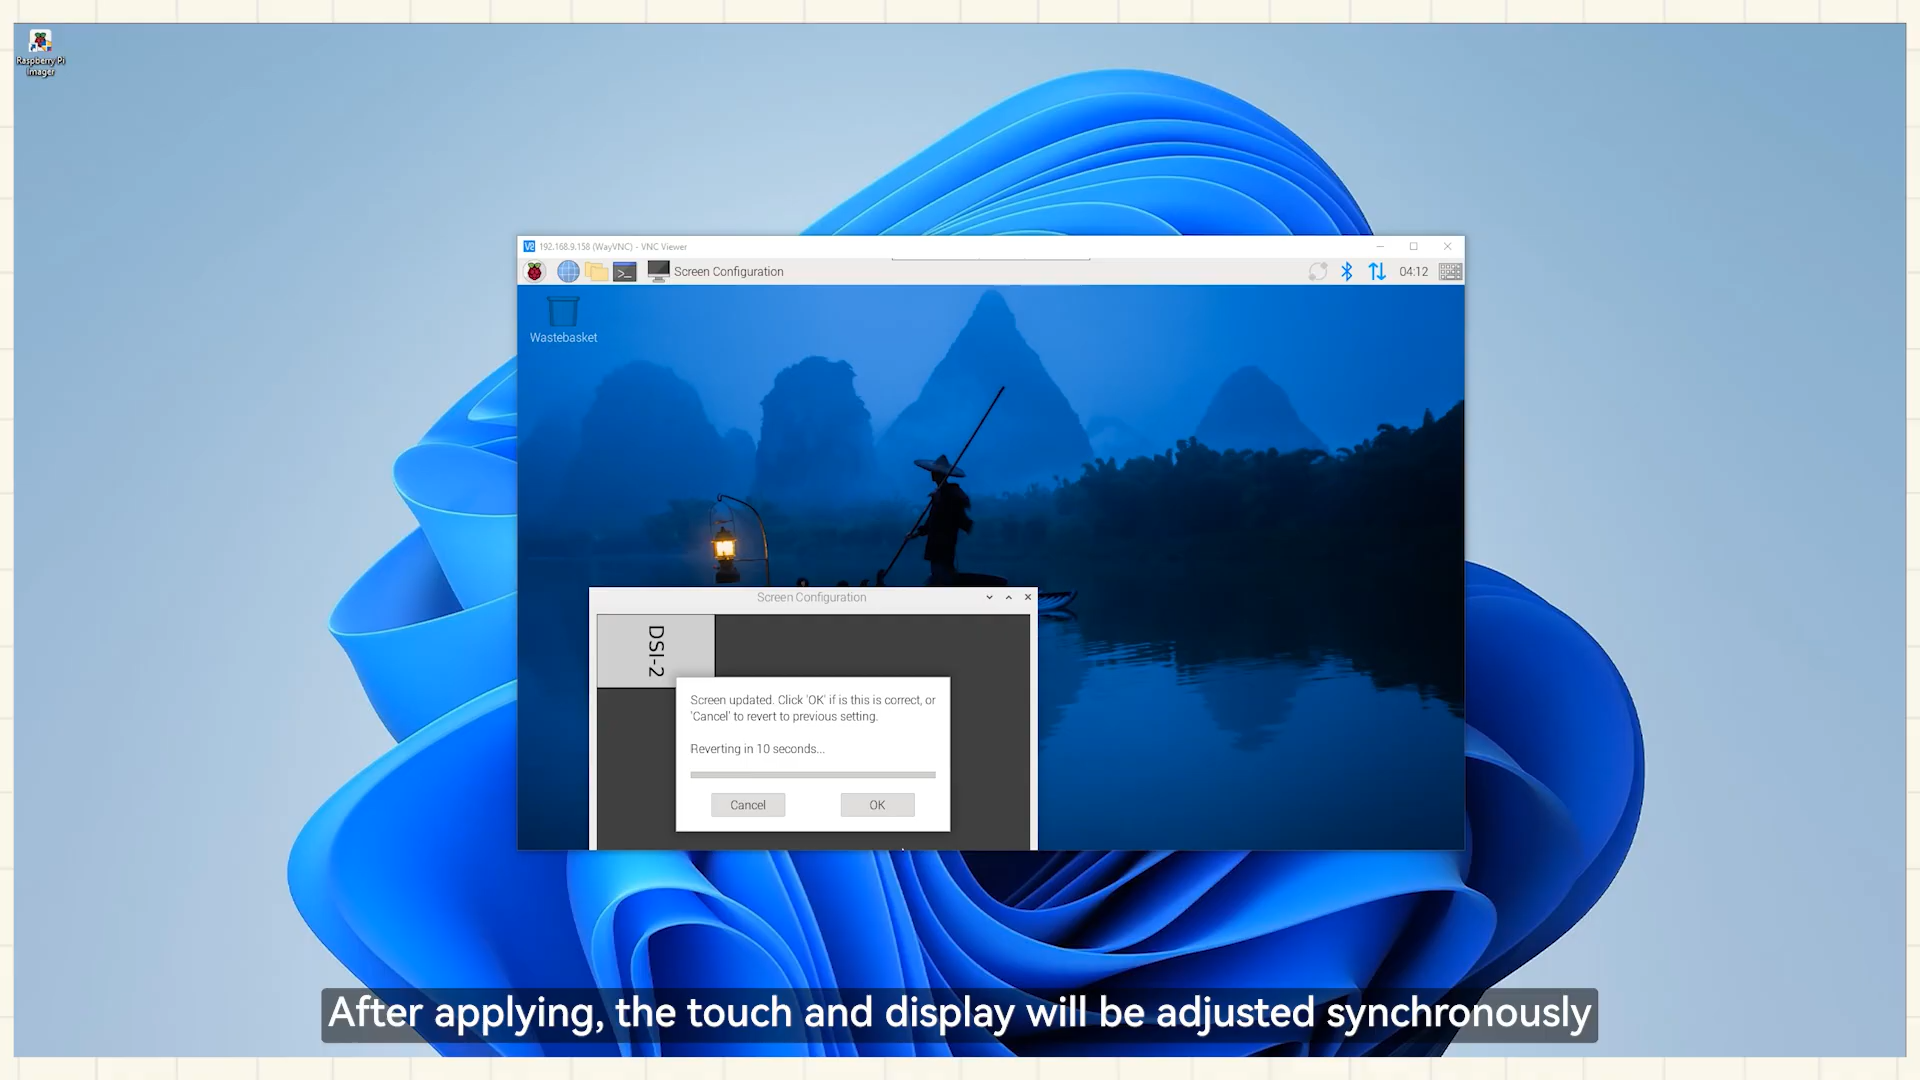 Raspberry Pi
Imager
192.168.9.158 (WayVNC) - VNC Viewer
Screen Configuration
04:12
Wastebasket
Screen Configuration
DSI-2
Screen updated. Click 'OK' if is this is correct, or
'Cancel' to revert to previous setting.
Reverting in 10 seconds...
Cancel
OK
After applying, the touch and display will be adjusted synchronously